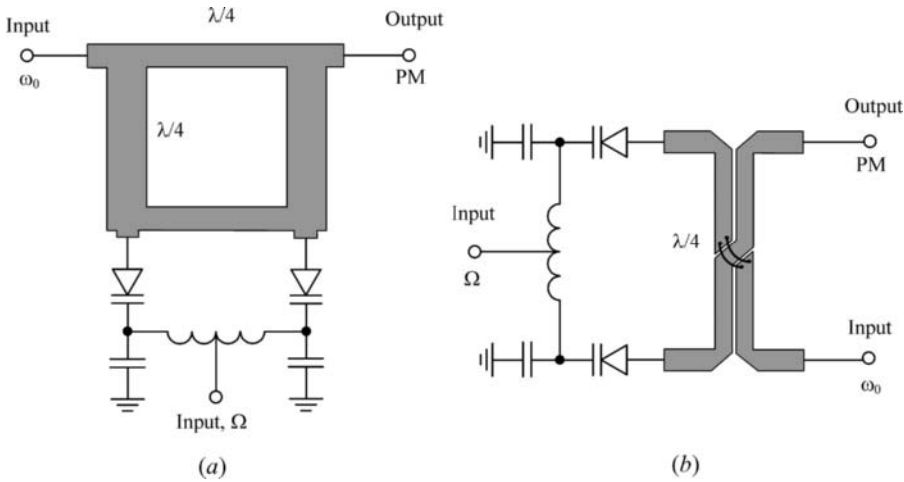 λ/4
Input
Output
ω0
PM
λ/4
Output
PM
Input
λ/4
Ω
Input
ω0
Input, Ω
(a)
(b)